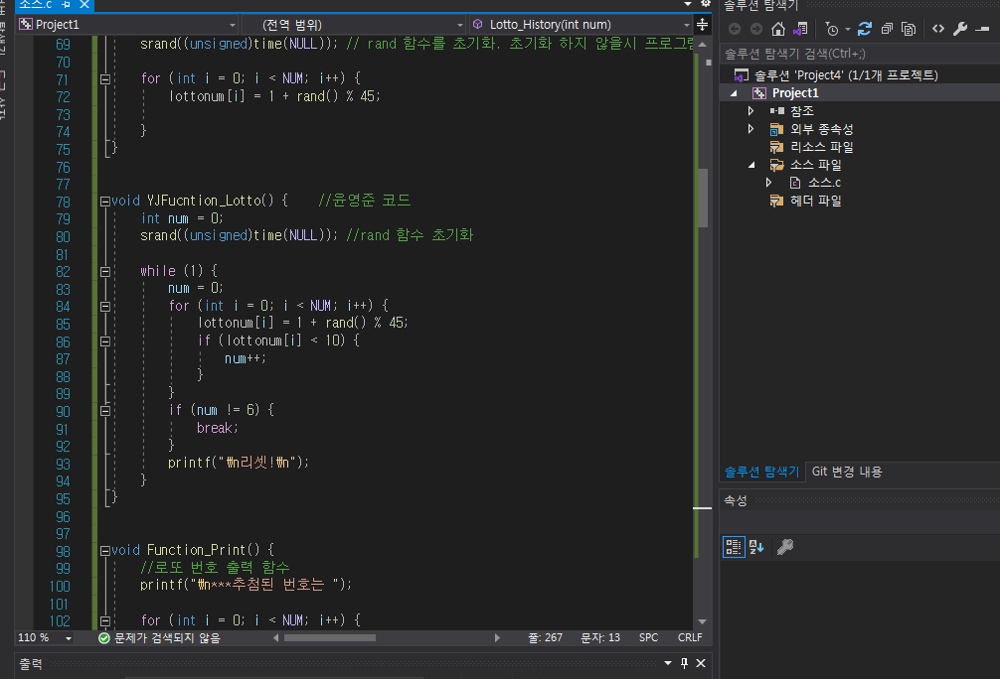 소스.c
Project1
(전역 범위)
Lotto_History(int num)
69 srand((unsigned)time(NULL)); // rand 함수를 초기화. 초기화 하지 않을시 프로그램
70
71 for (int i = 0; i < NUM; i++) {
72 lottonum[i] = 1 + rand() % 45;
73
74 }
75 }
76
77
78 void YJFucntion_Lotto() { //윤영준 코드
79 int num = 0;
80 srand((unsigned)time(NULL)); //rand 함수 초기화
81
82 while (1) {
83 num = 0;
84 for (int i = 0; i < NUM; i++) {
85 lottonum[i] = 1 + rand() % 45;
86 if (lottonum[i] < 10) {
87 num++;
88 }
89 }
90 if (num != 6) {
91 break;
92 }
93 printf("₩n리셋!₩n");
94 }
95 }
96
97
98 void Function_Print() {
99 //로또 번호 출력 함수
100 printf("₩n***추첨된 번호는 ");
101
102 for (int i = 0; i < NUM; i++) {
110 %
문제가 검색되지 않음
줄: 267
문자: 13
SPC
CRLF
출력
솔루션 탐색기
솔루션 탐색기 검색(Ctrl+;)
솔루션 'Project4' (1/1개 프로젝트)
Project1
참조
외부 종속성
리소스 파일
소스 파일
소스.c
헤더 파일
솔루션 탐색기
Git 변경 내용
속성